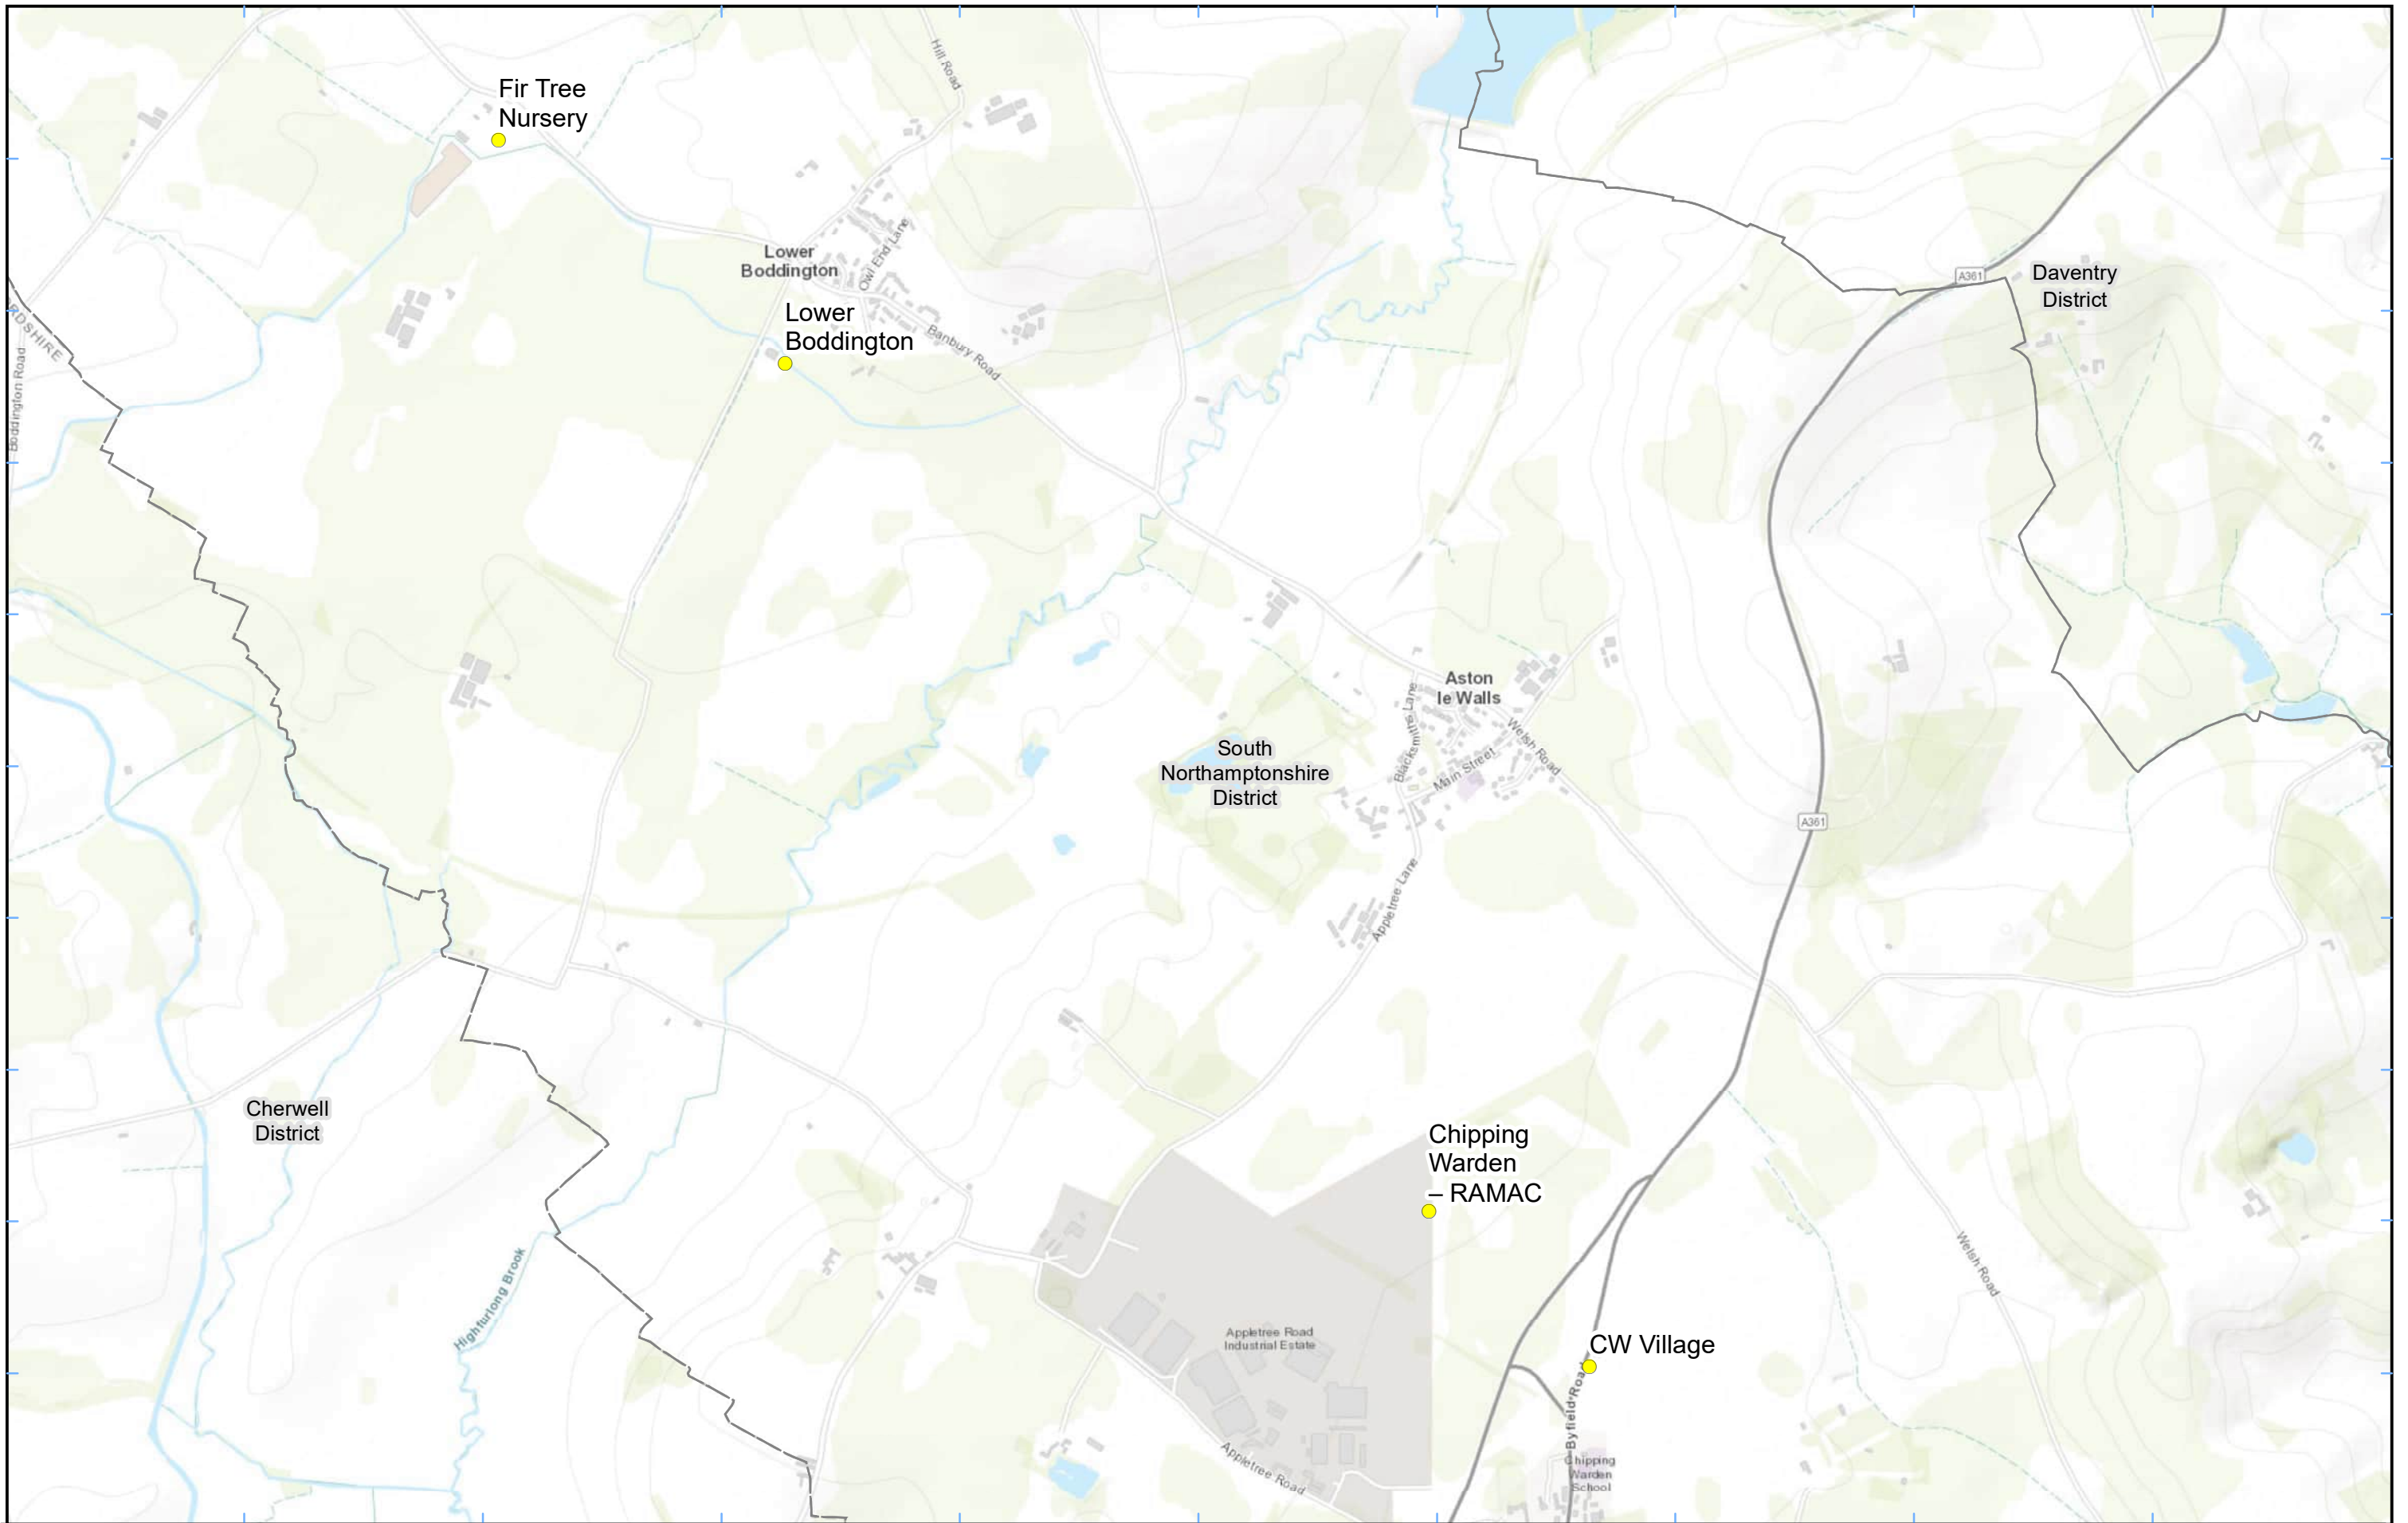 Hill Road
Fir Tree
Nursery
Lower
Boddington
Owl End Lane
A361
Daventry
District
RDSHIRE
Lower
Boddington
Banbury Road
Boddington Road
Aston
le Walls
Blacksmiths Lane
Welsh Road
Main Street
South
Northamptonshire
District
A361
Appletree Lane
Cherwell
District
Chipping
Warden
– RAMAC
Welsh Road
Highfurlong Brook
Appletree Road
Industrial Estate
CW Village
Byfield Road
Chipping
Warden
School
Appletree Road